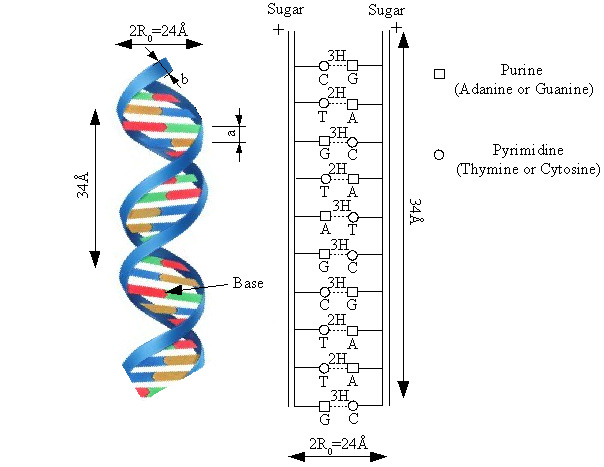 2R₀=24Å
b
a
34Å
Base
Sugar Sugar
+ +
3H
C G
2H
T A
3H
G C
2H
T A
3H
A T
3H
G C
3H
C G
2H
T A
2H
T A
3H
G C
34Å
2R₀=24Å
Purine
(Adanine or Guanine)
Pyrimidine
(Thymine or Cytosine)